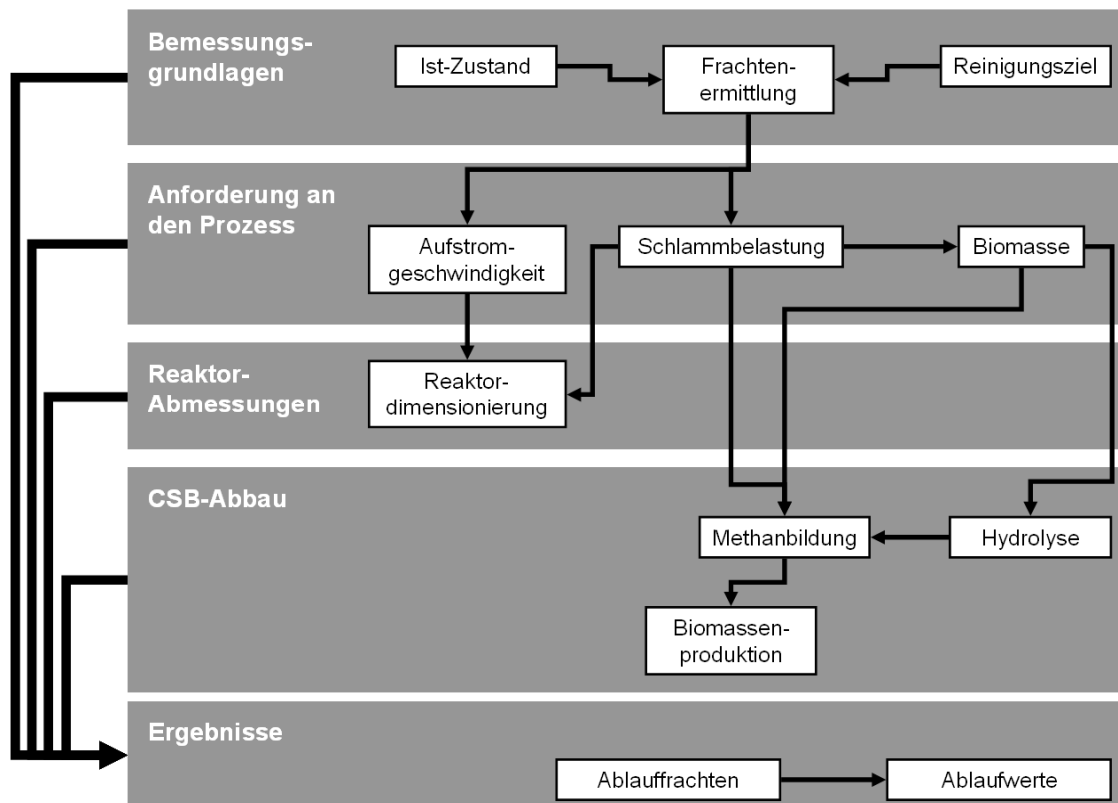 Bemessungs-
grundlagen
Ist-Zustand
Frachten-
ermittlung
Reinigungsziel
Anforderung an
den Prozess
Aufstrom-
geschwindigkeit
Schlammbelastung
Biomasse
Reaktor-
Abmessungen
Reaktor-
dimensionierung
CSB-Abbau
Methanbildung
Hydrolyse
Biomassen-
produktion
Ergebnisse
Ablauffrachten
Ablaufwerte